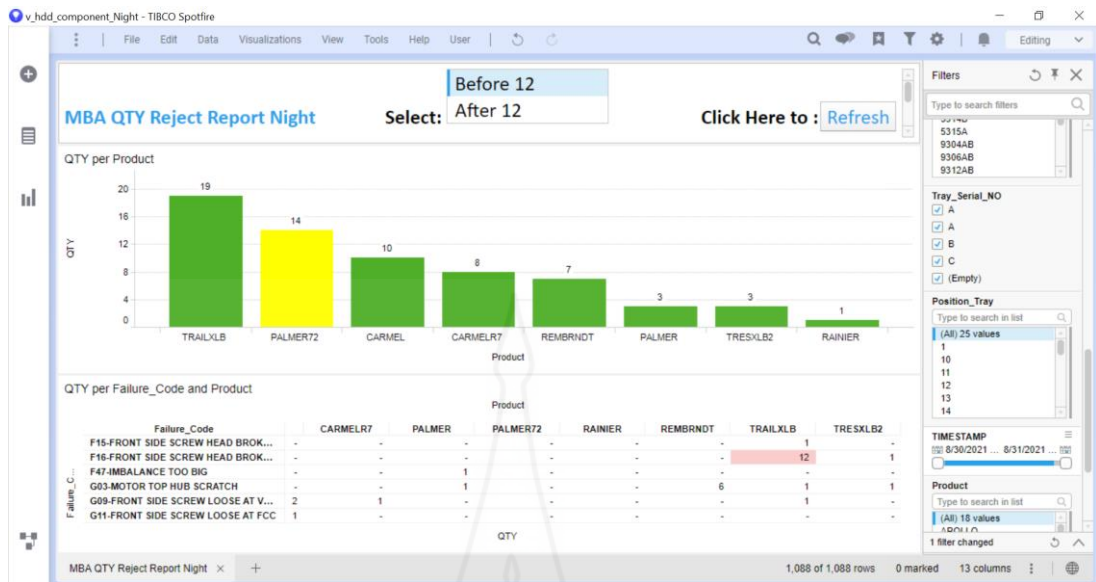 v_hdd_component_Night - TIBCO Spotfire
File Edit Data Visualizations View Tools Help User Editing
MBA QTY Reject Report Night
Select:
Before 12
After 12
Click Here to : Refresh
QTY per Product
QTY
20
16
12
8
4
0
19
14
10
8
7
3
3
1
TRAILXLB PALMER72 CARMEL CARMELR7 REMBRNDT PALMER TRESXLB2 RAINIER
Product
QTY per Failure_Code and Product
Product
Failure_Code CARMELR7 PALMER PALMER72 RAINIER REMBRNDT TRAILXLB TRESXLB2
F15-FRONT SIDE SCREW HEAD BROK... - - - - - - 1 -
F16-FRONT SIDE SCREW HEAD BROK... - - - - - - 12 1
F47-IMBALANCE TOO BIG - - 1 - - - - -
G03-MOTOR TOP HUB SCRATCH - - 1 - - 6 1 1
G09-FRONT SIDE SCREW LOOSE AT V... 2 1 - - - - 1 -
G11-FRONT SIDE SCREW LOOSE AT FCC 1 - - - - - - -
Failure_C...
QTY
Filters
Type to search filters
5315A
9304AB
9306AB
9312AB
Tray_Serial_NO
A
A
B
C
(Empty)
Position_Tray
Type to search in list
(All) 25 values
1
10
11
12
13
14
TIMESTAMP
8/30/2021 ... 8/31/2021 ...
Product
Type to search in list
(All) 18 values
1 filter changed
MBA QTY Reject Report Night × +
1,088 of 1,088 rows 0 marked 13 columns